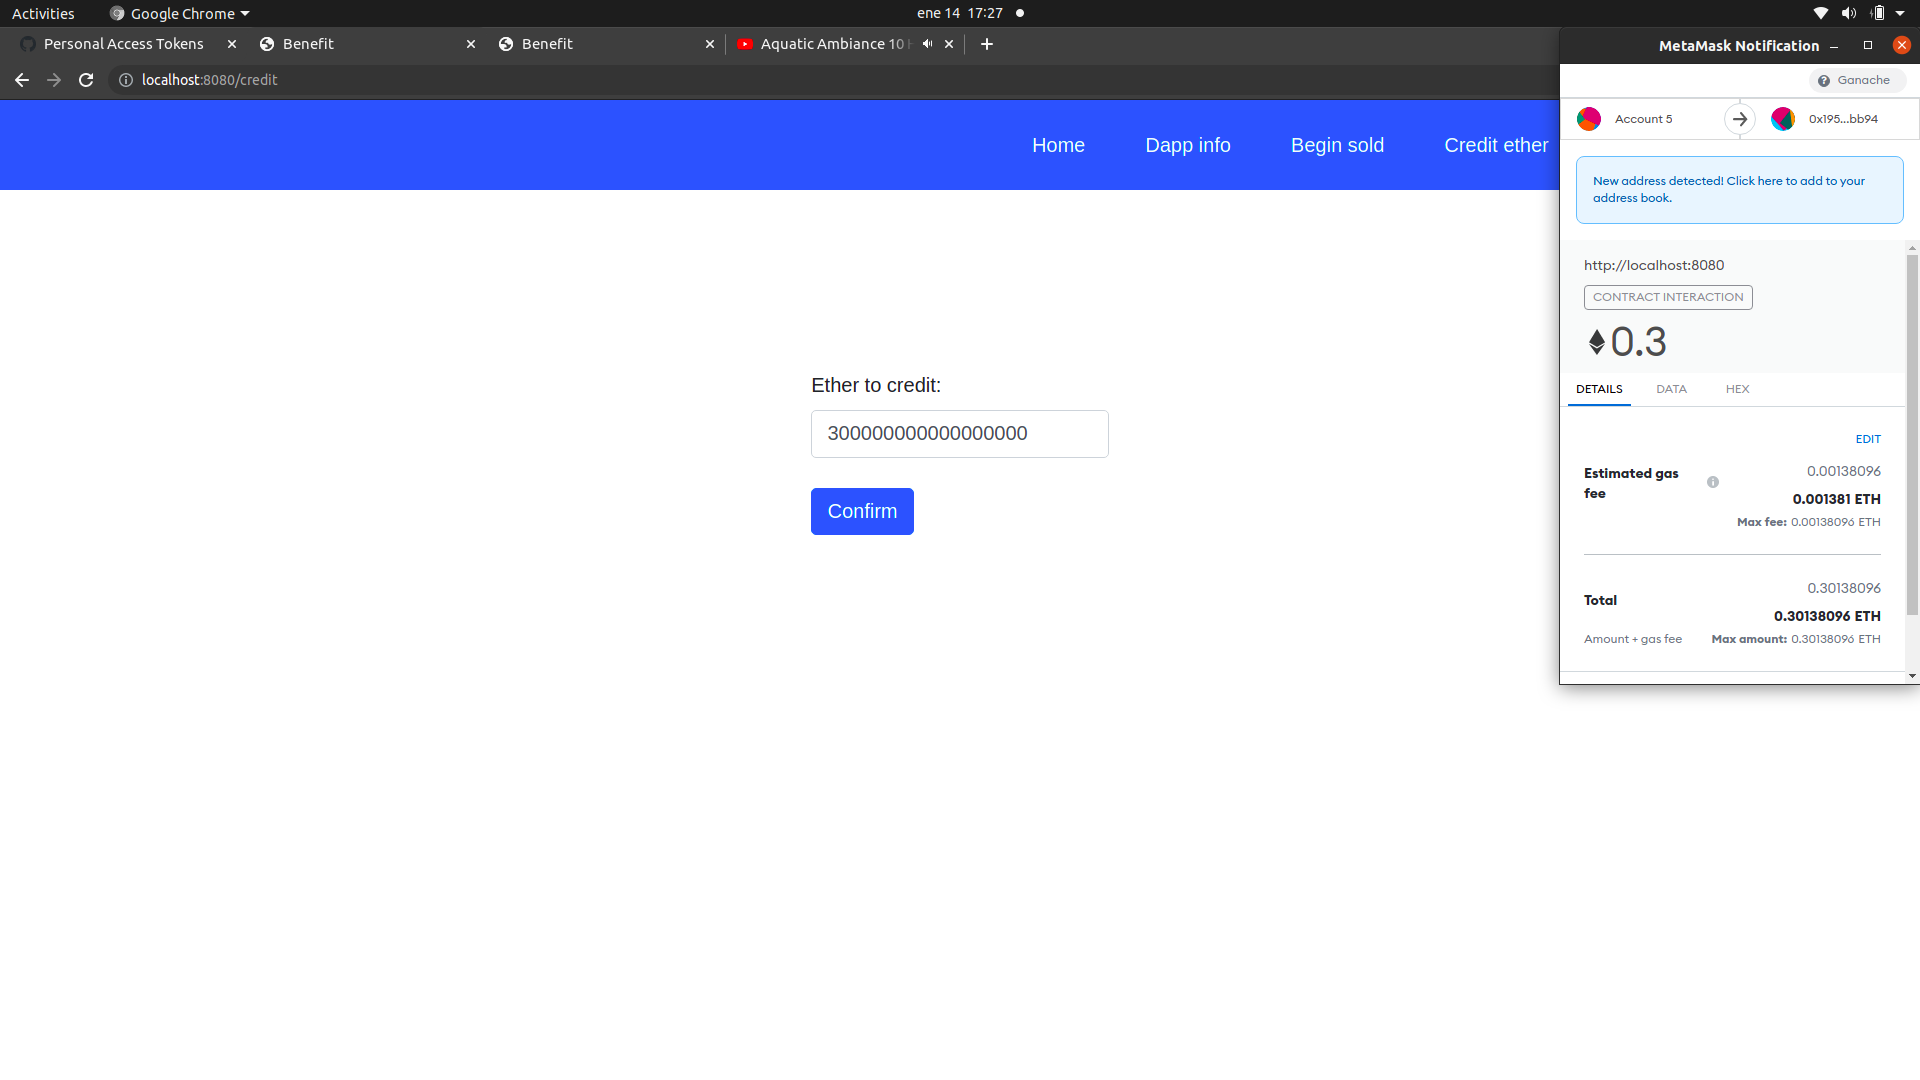 Activities
Google Chrome
ene 14 17:27
Personal Access Tokens
Benefit
Benefit
Aquatic Ambiance 10
localhost:8080/credit
Home
Dapp info
Begin sold
Credit ether
Ether to credit:
300000000000000000
Confirm
MetaMask Notification
Ganache
Account 5
0x195...bb94
New address detected! Click here to add to your
address book.
http://localhost:8080
CONTRACT INTERACTION
0.3
DETAILS
DATA
HEX
EDIT
Estimated gas
fee
0.00138096
0.001381 ETH
Max fee: 0.00138096 ETH
Total
0.30138096
0.30138096 ETH
Amount + gas fee
Max amount: 0.30138096 ETH